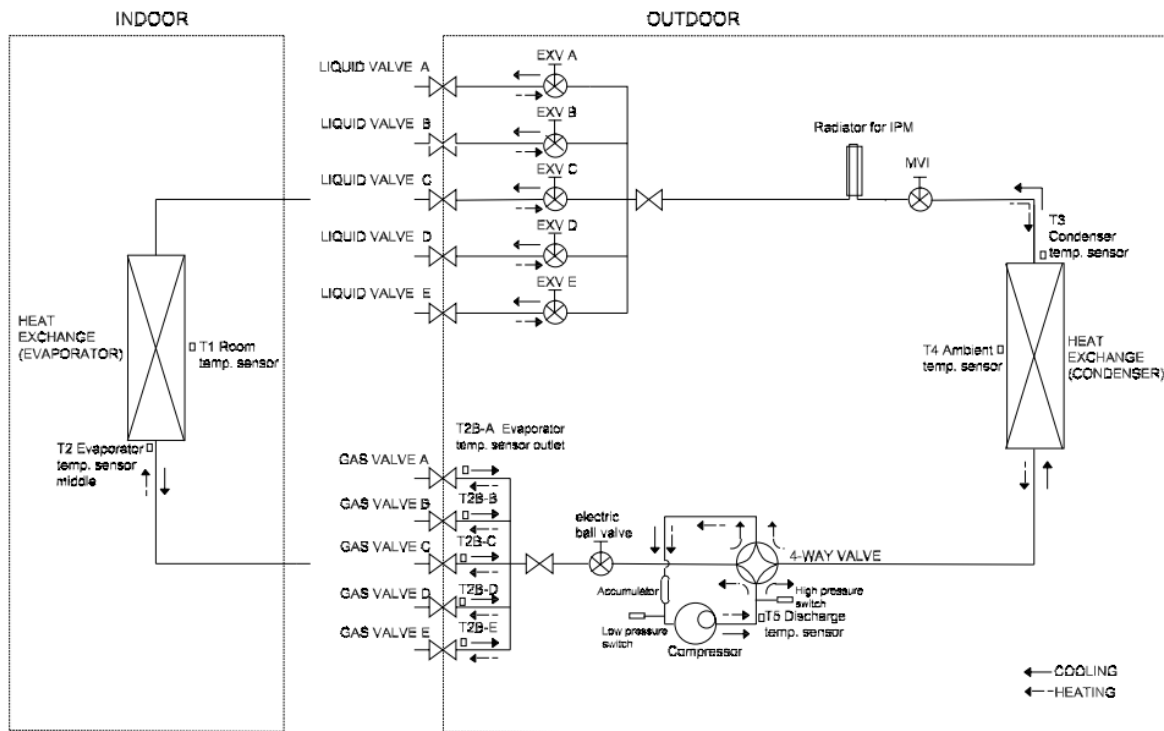 INDOOR
OUTDOOR
LIQUID VALVE A
EXV A
LIQUID VALVE B
EXV B
LIQUID VALVE C
EXV C
LIQUID VALVE D
EXV D
LIQUID VALVE E
EXV E
Radiator for IPM
MVI
T3
Condenser
temp. sensor
HEAT
EXCHANGE
(EVAPORATOR)
T1 Room
temp. sensor
T4 Ambient
temp. sensor
HEAT
EXCHANGE
(CONDENSER)
T2 Evaporator
temp. sensor
middle
T2B-A Evaporator
temp. sensor outlet
GAS VALVE A
GAS VALVE B
T2B-B
GAS VALVE C
T2B-C
GAS VALVE D
T2B-D
GAS VALVE E
T2B-E
electric
ball valve
4-WAY VALVE
Accumulator
High pressure
switch
Low pressure
switch
T5 Discharge
temp. sensor
Compressor
COOLING
HEATING